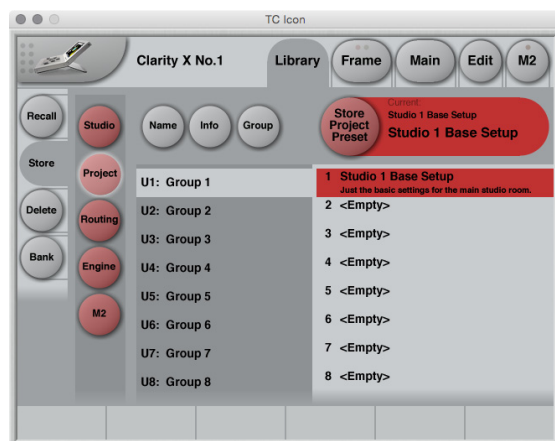 TC Icon
Clarity X No.1
Library
Frame
Main
Edit
M2
Recall
Store
Delete
Bank
Studio
Project
Routing
Engine
M2
Name
Info
Group
Store
Project
Preset
Current:
Studio 1 Base Setup
Studio 1 Base Setup
U1: Group 1
U2: Group 2
U3: Group 3
U4: Group 4
U5: Group 5
U6: Group 6
U7: Group 7
U8: Group 8
1 Studio 1 Base Setup
Just the basic settings for the main studio room.
2 <Empty>
3 <Empty>
4 <Empty>
5 <Empty>
6 <Empty>
7 <Empty>
8 <Empty>